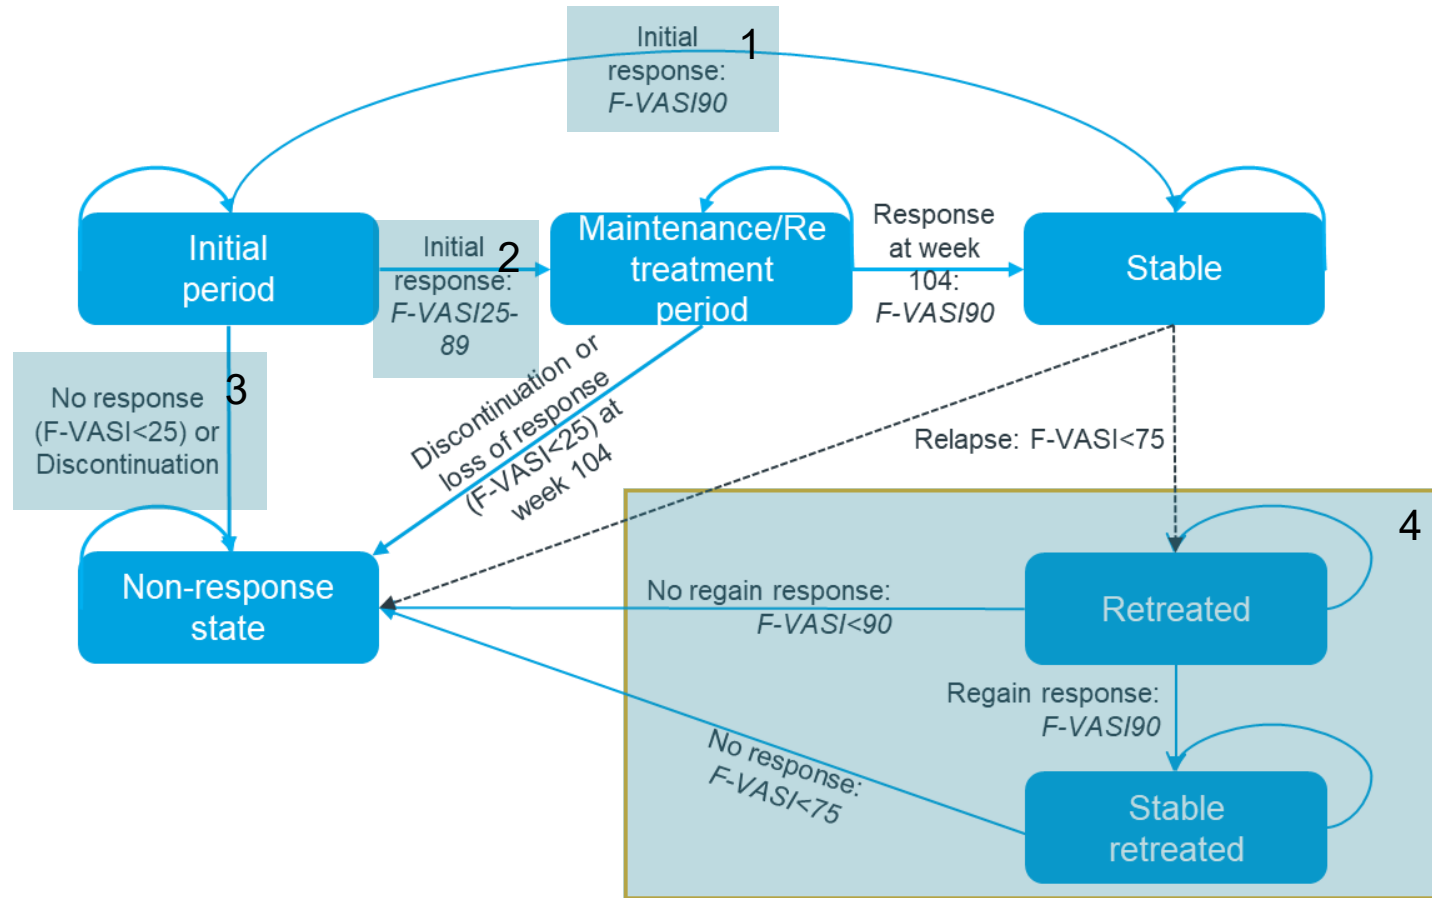 Initial
response:
F-VASI90
1
Initial
period
Initial
response:
F-VASI25-
89
2
Maintenance/Re
treatment
period
Response
at week
104:
F-VASI90
Stable
No response
(F-VASI<25) or
Discontinuation
3
Discontinuation or
loss of response
(F-VASI<25) at
week 104
Relapse: F-VASI<75
4
Non-response
state
No regain response:
F-VASI<90
Retreated
Regain response:
F-VASI90
No response:
F-VASI<75
Stable
retreated